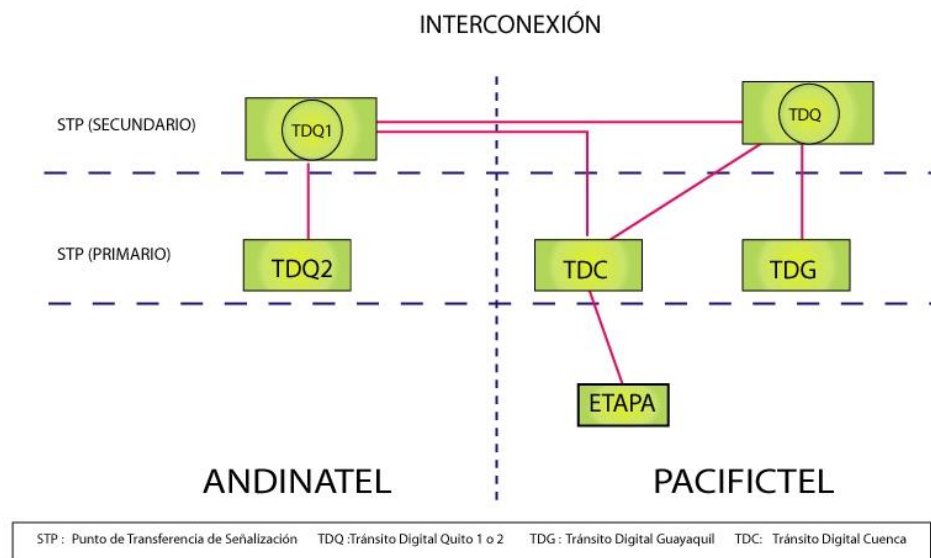 INTERCONEXIÓN
STP (SECUNDARIO)
TDQ1
TDQ
STP (PRIMARIO)
TDQ2
TDC
TDG
ETAPA
ANDINATEL
PACIFICTEL
STP : Punto de Transferencia de Señalización TDQ :Tránsito Digital Quito 1 o 2 TDG : Tránsito Digital Guayaquil TDC: Tránsito Digital Cuenca